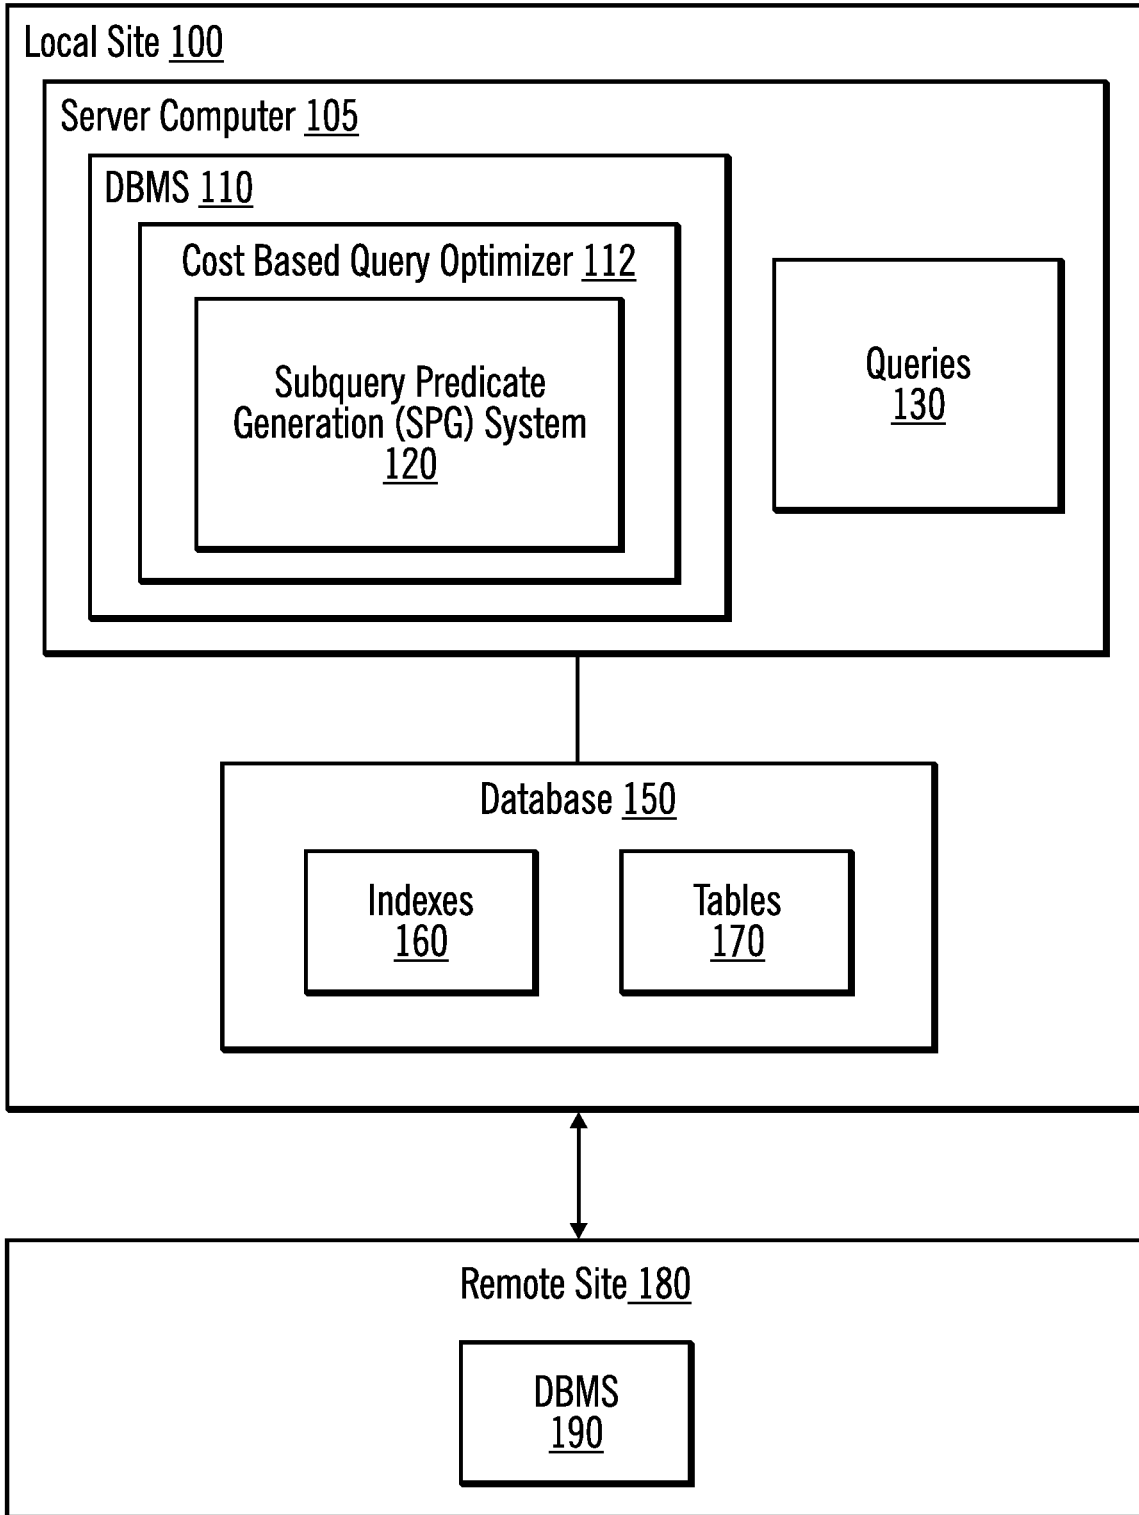 Local Site 100
Server Computer 105
DBMS 110
Cost Based Query Optimizer 112
Subquery Predicate
Generation (SPG) System
120
Queries
130
Database 150
Indexes
160
Tables
170
Remote Site 180
DBMS
190